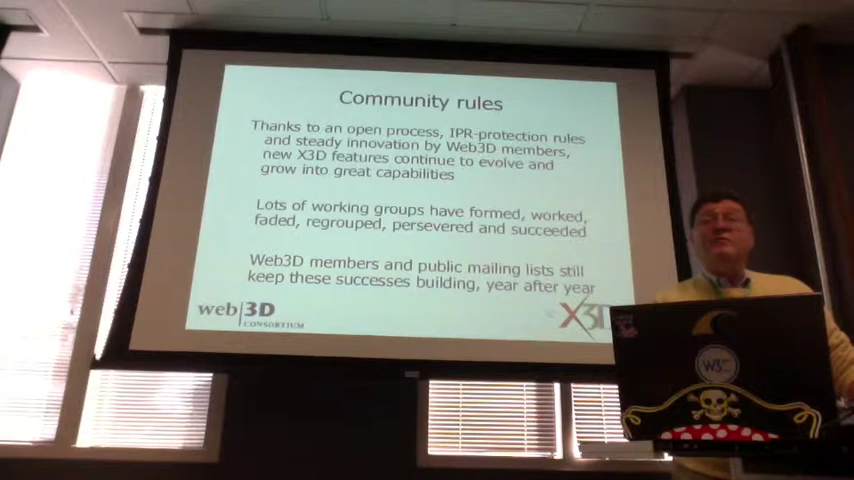 Community rules
Thanks to an open process, IPR-protection rules
and steady innovation by Web3D members,
new X3D features continue to evolve and
grow into great capabilities
Lots of working groups have formed, worked,
faded, regrouped, persevered and succeeded
Web3D members and public mailing lists still
keep these successes building, year after year
web|3D
CONSORTIUM
X3D
W3C